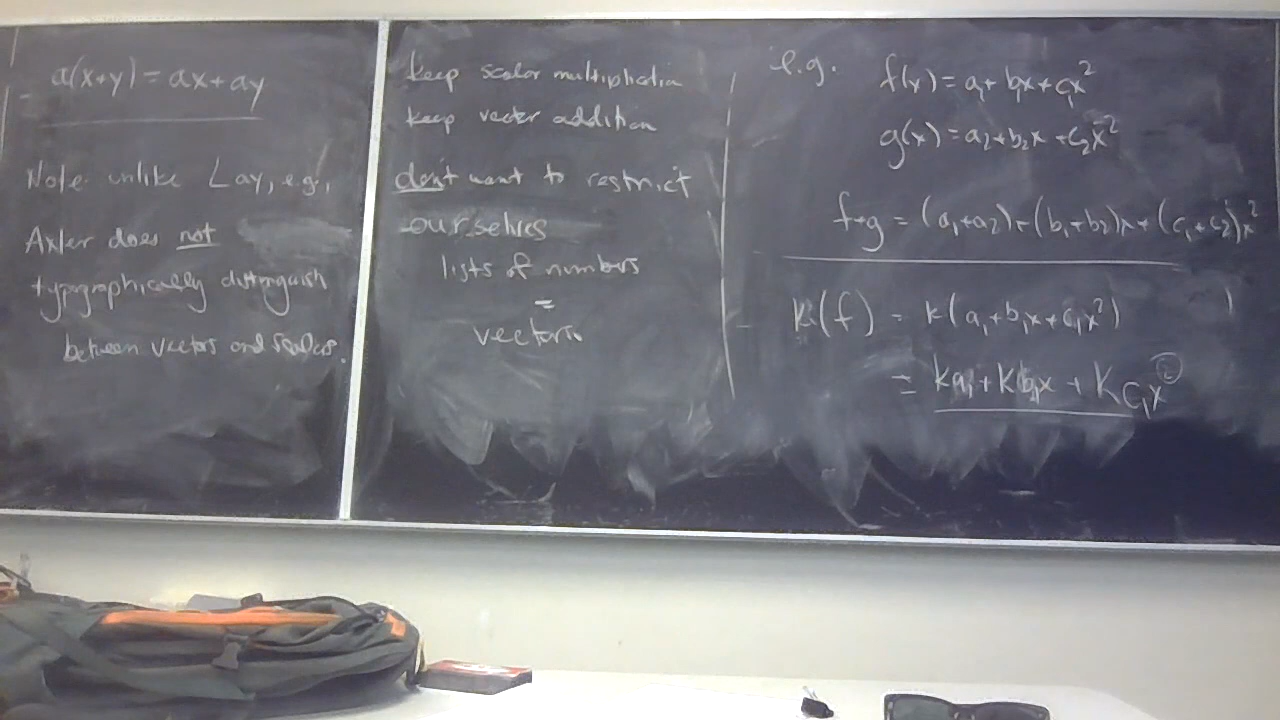 a(x+y) = ax + ay
Note: unlike Lay, e.g.,
Axler does not
typographically distinguish
between vectors and scalars.
keep scalar multiplication
keep vector addition
don't want to restrict
ourselves
lists of numbers
=
vectors
e.g. f(x) = a₁ + b₁x + c₁x²
g(x) = a₂ + b₂x + c₂x²
f+g = (a₁+a₂) + (b₁+b₂)x + (c₁+c₂)x²
k(f) = k(a₁+b₁x+c₁x²)
= ka₁ + kb₁x + kc₁x²